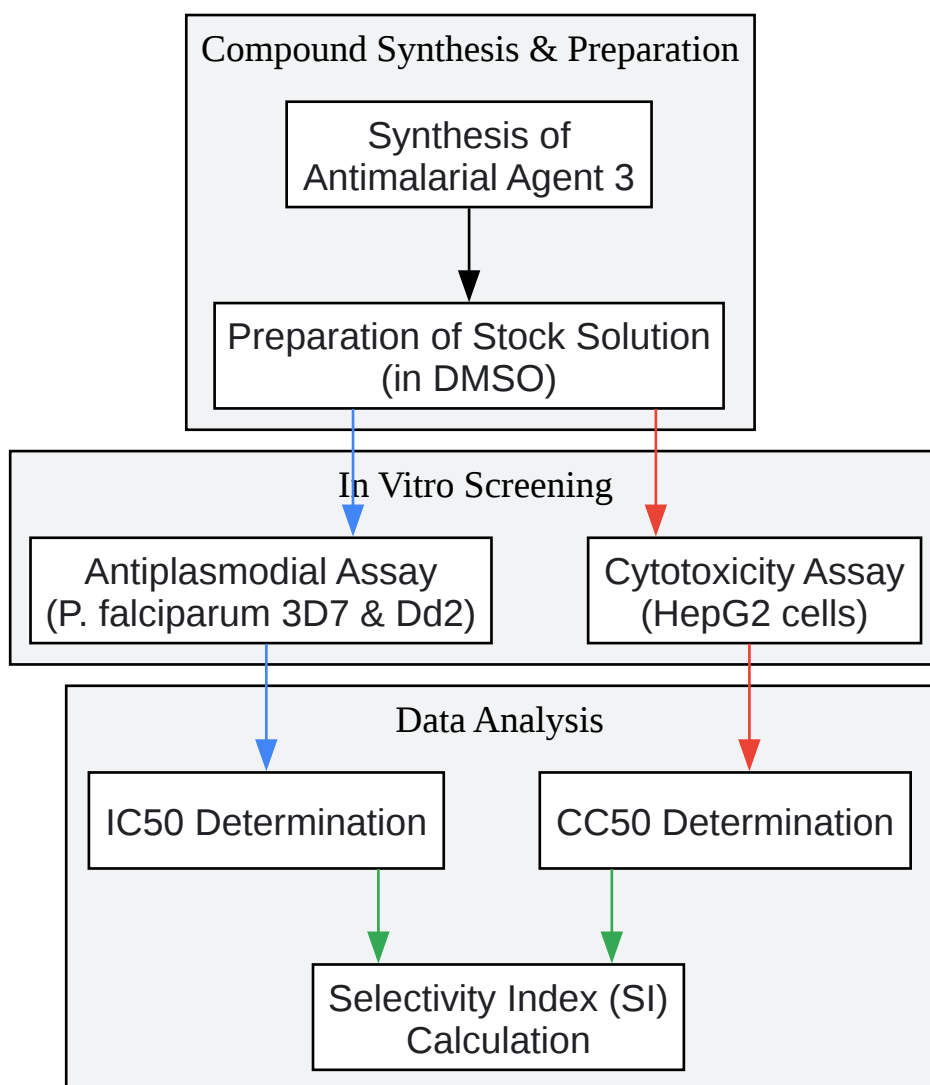 Compound Synthesis & Preparation
Synthesis of
Antimalarial Agent 3
Preparation of Stock Solution
(in DMSO)
In Vitro Screening
Antiplasmodial Assay
(P. falciparum 3D7 & Dd2)
Cytotoxicity Assay
(HepG2 cells)
Data Analysis
IC50 Determination
CC50 Determination
Selectivity Index (SI)
Calculation